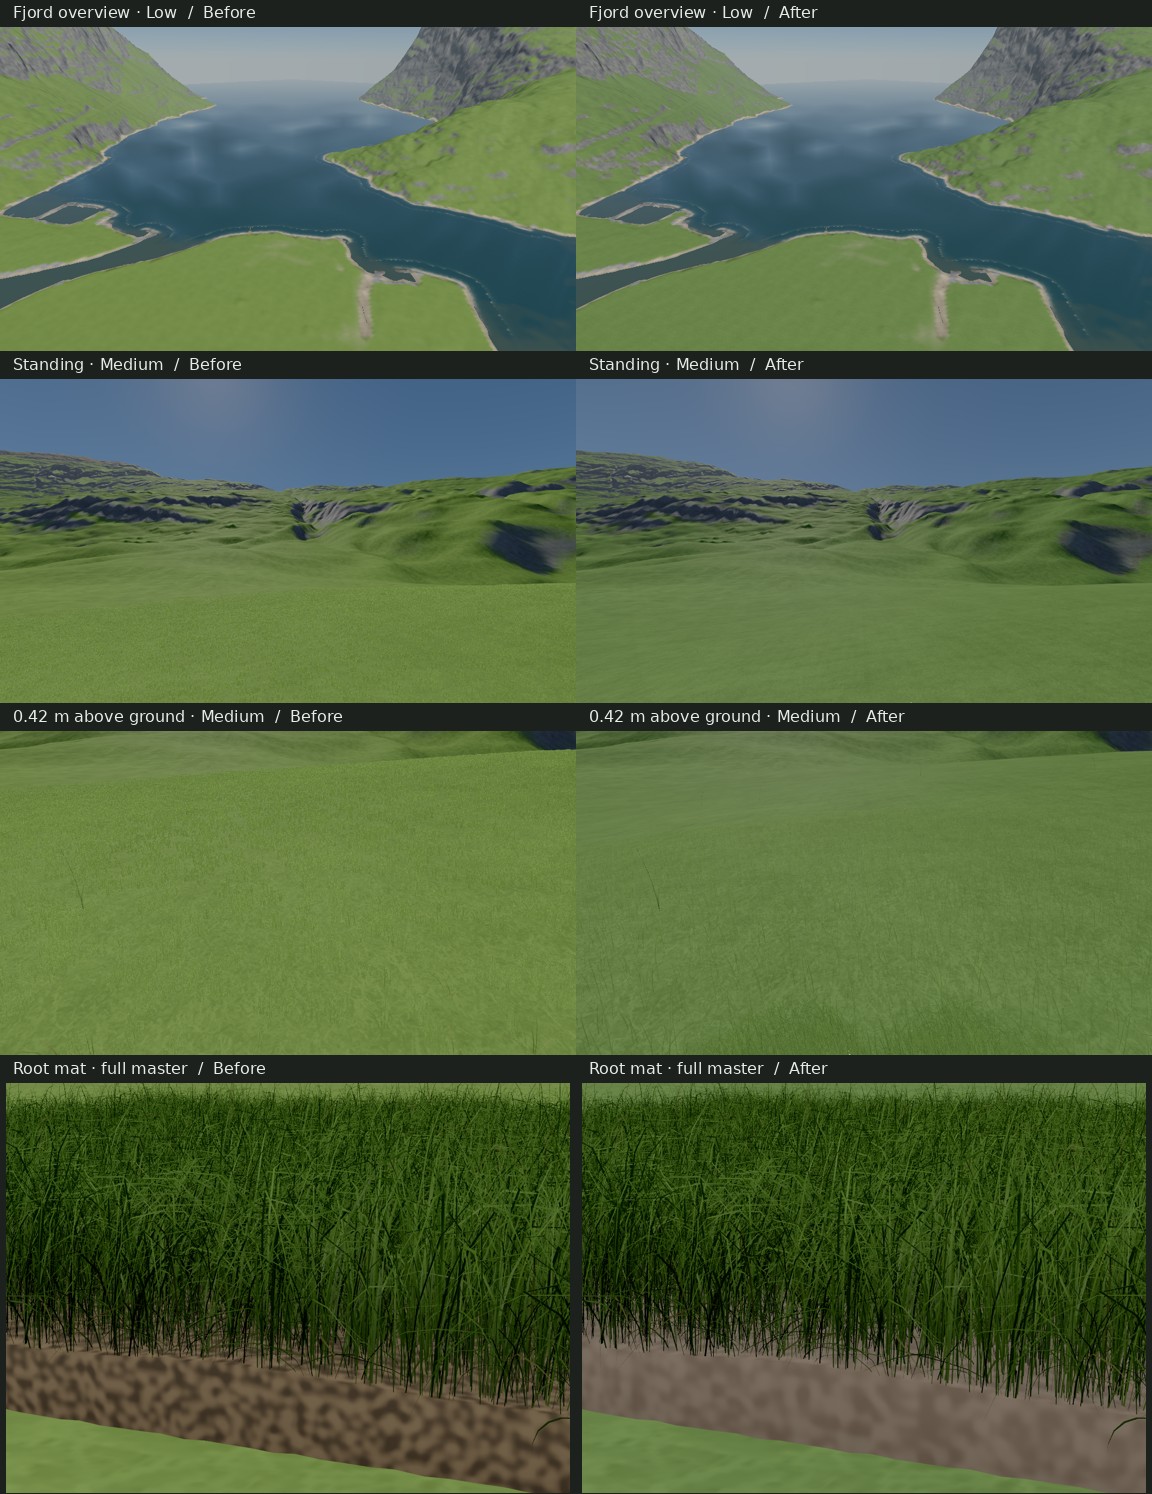 Fjord overview · Low / Before
Fjord overview · Low / After
Standing · Medium / Before
Standing · Medium / After
0.42 m above ground · Medium / Before
0.42 m above ground · Medium / After
Root mat · full master / Before
Root mat · full master / After